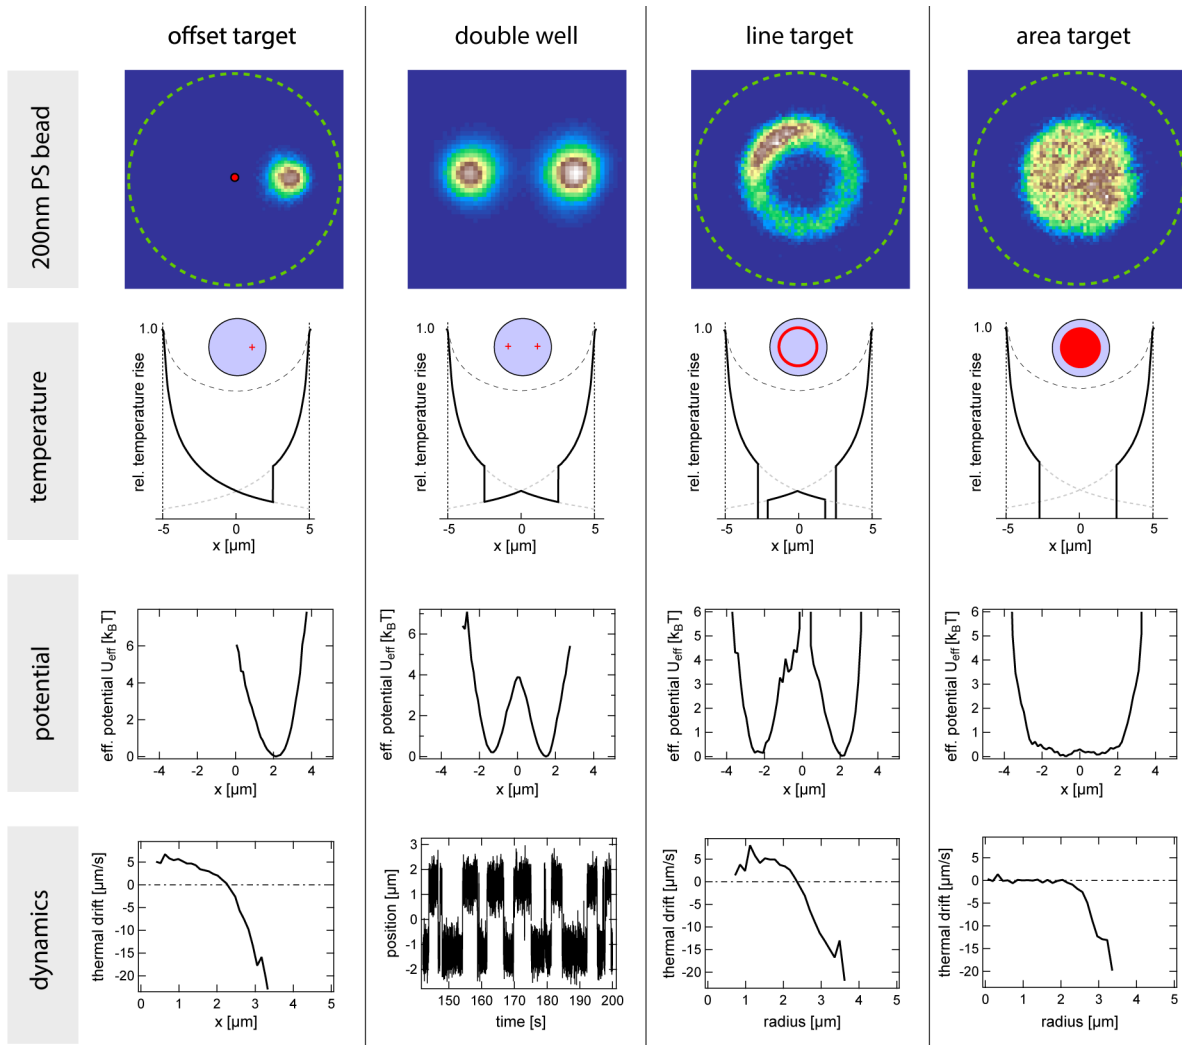 offset target
double well
line target
area target
200nm PS bead
temperature
rel. temperature rise
1.0
-5
0
5
x [µm]
rel. temperature rise
1.0
-5
0
5
x [µm]
rel. temperature rise
1.0
-5
0
5
x [µm]
rel. temperature rise
1.0
-5
0
5
x [µm]
potential
eff. potential Ueff [kBT]
6
4
2
0
-4 -2 0 2 4
x [µm]
eff. potential Ueff [kBT]
6
4
2
0
-4 -2 0 2 4
x [µm]
eff. potential Ueff [kBT]
6
5
4
3
2
1
0
-4 -2 0 2 4
x [µm]
eff. potential Ueff [kBT]
6
5
4
3
2
1
0
-4 -2 0 2 4
x [µm]
dynamics
thermal drift [µm/s]
5
0
-5
-10
-15
-20
0 1 2 3 4 5
x [µm]
position [µm]
3
2
1
0
-1
-2
150 160 170 180 190 200
time [s]
thermal drift [µm/s]
5
0
-5
-10
-15
-20
0 1 2 3 4 5
radius [µm]
thermal drift [µm/s]
5
0
-5
-10
-15
-20
0 1 2 3 4 5
radius [µm]